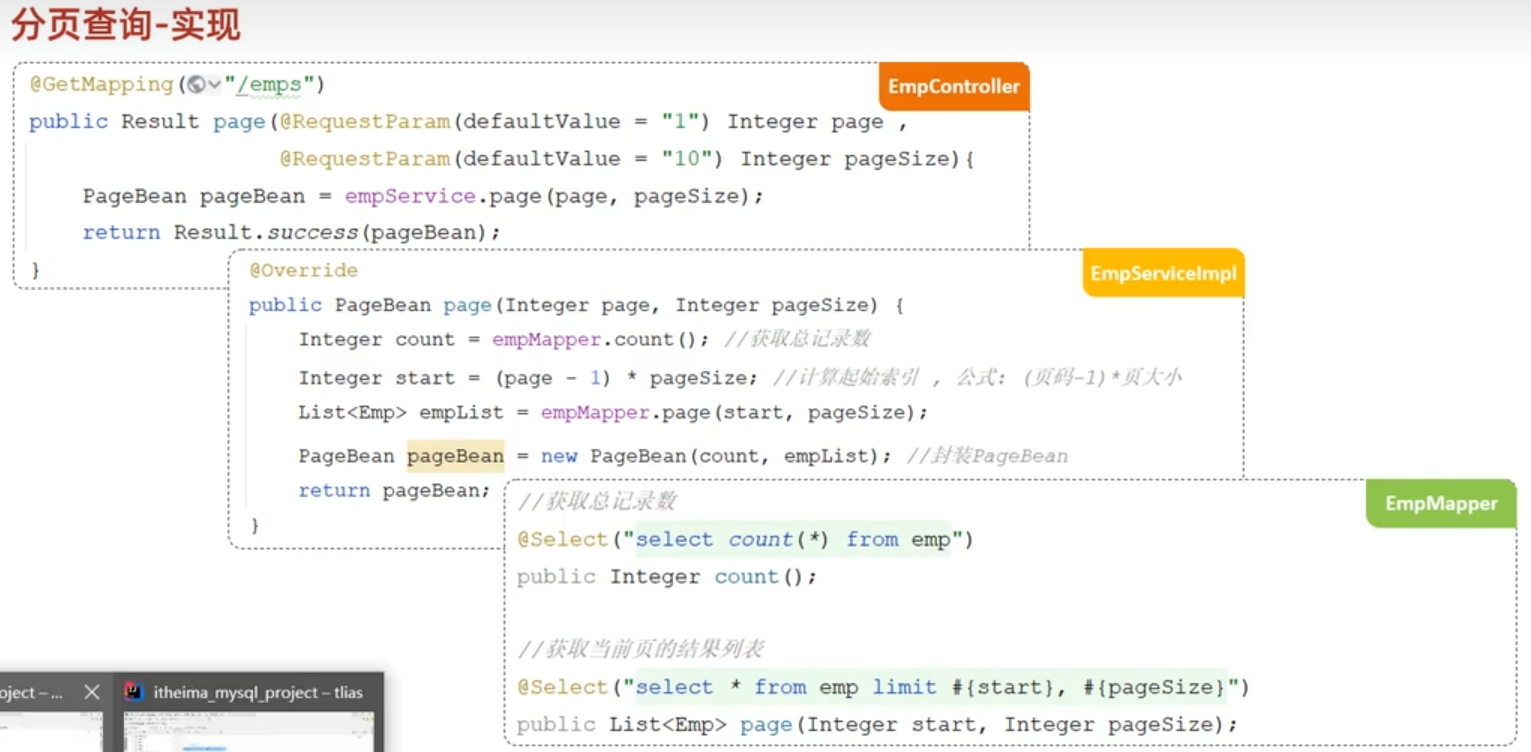 分页查询-实现
EmpController
@GetMapping("/emps")
public Result page(@RequestParam(defaultValue = "1") Integer page ,
@RequestParam(defaultValue = "10") Integer pageSize){
PageBean pageBean = empService.page(page, pageSize);
return Result.success(pageBean);
}
EmpServiceImpl
@Override
public PageBean page(Integer page, Integer pageSize) {
Integer count = empMapper.count(); //获取总记录数
Integer start = (page - 1) * pageSize; //计算起始索引 , 公式: (页码-1)*页大小
List<Emp> empList = empMapper.page(start, pageSize);
PageBean pageBean = new PageBean(count, empList); //封装PageBean
return pageBean;
}
EmpMapper
//获取总记录数
@Select("select count(*) from emp")
public Integer count();
//获取当前页的结果列表
@Select("select * from emp limit #{start}, #{pageSize}")
public List<Emp> page(Integer start, Integer pageSize);
oject – ...
itheima_mysql_project – tlias